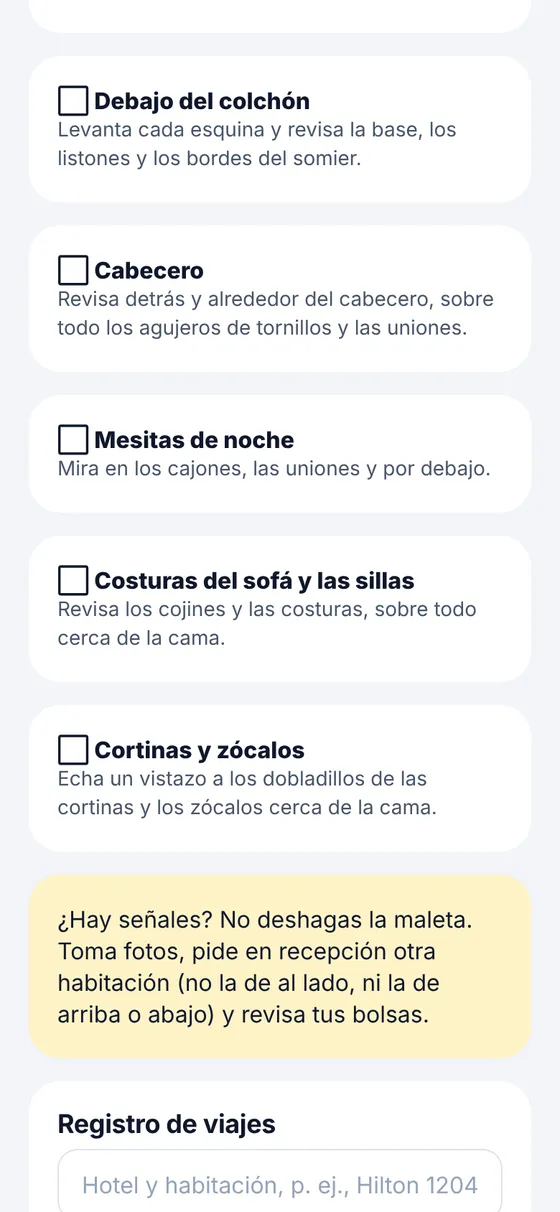 Debajo del colchón
Levanta cada esquina y revisa la base, los
listones y los bordes del somier.
Cabecero
Revisa detrás y alrededor del cabecero, sobre
todo los agujeros de tornillos y las uniones.
Mesitas de noche
Mira en los cajones, las uniones y por debajo.
Costuras del sofá y las sillas
Revisa los cojines y las costuras, sobre todo
cerca de la cama.
Cortinas y zócalos
Echa un vistazo a los dobladillos de las
cortinas y los zócalos cerca de la cama.
¿Hay señales? No deshagas la maleta.
Toma fotos, pide en recepción otra
habitación (no la de al lado, ni la de
arriba o abajo) y revisa tus bolsas.
Registro de viajes
Hotel y habitación, p. ej., Hilton 1204